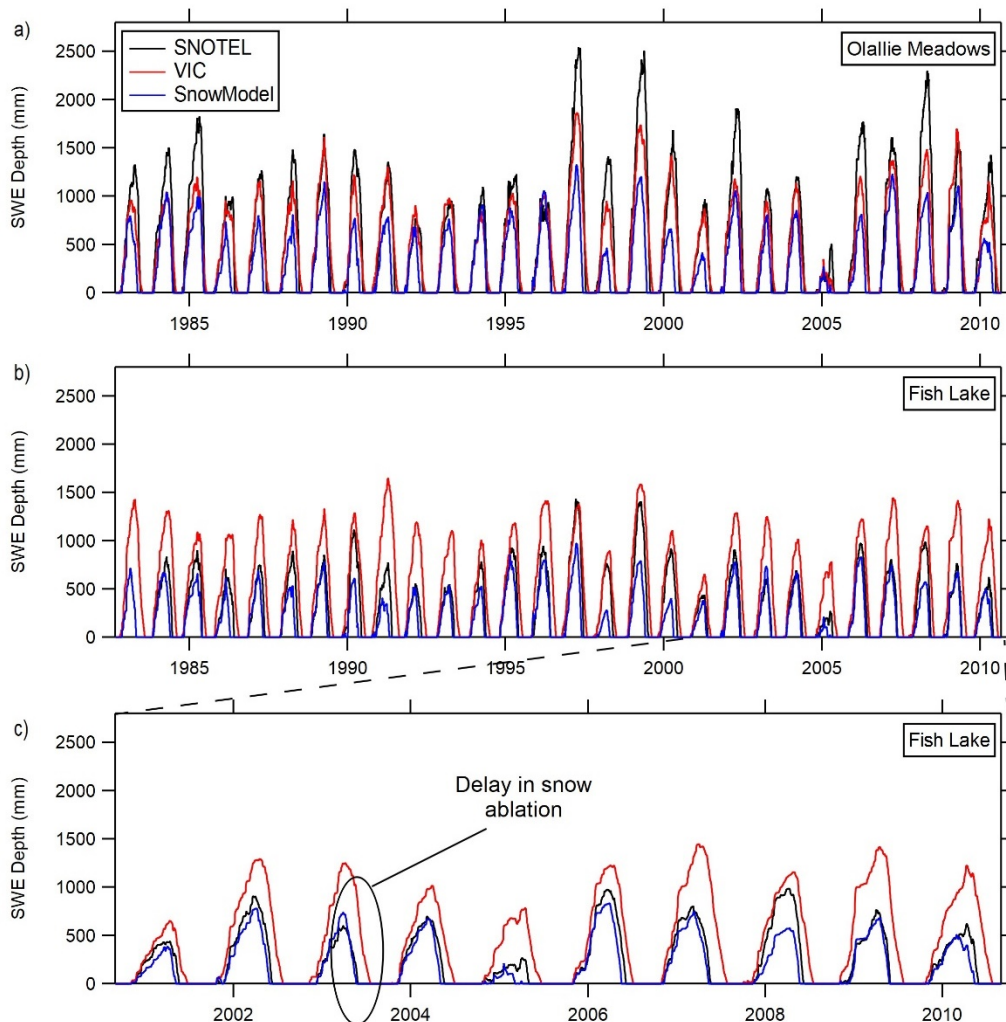 a)
SWE Depth (mm)
2500
2000
1500
1000
500
0
SNOTEL
VIC
SnowModel
Olallie Meadows
1985
1990
1995
2000
2005
2010
b)
SWE Depth (mm)
2500
2000
1500
1000
500
0
Fish Lake
1985
1990
1995
2000
2005
2010
c)
SWE Depth (mm)
2500
2000
1500
1000
500
0
Fish Lake
Delay in snow
ablation
2002
2004
2006
2008
2010